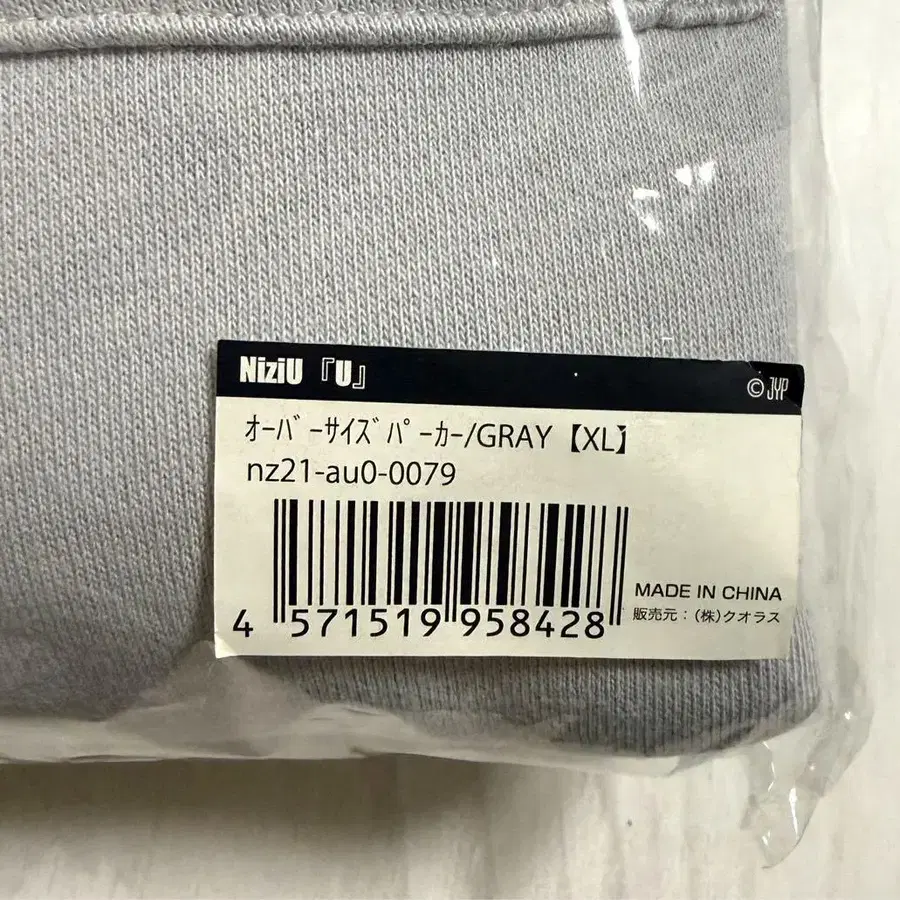 NiziU 『U』 ©JYP
ｵｰﾊﾞｰｻｲｽﾞﾊﾟｰｶｰ/GRAY【XL】
nz21-au0-0079
4 571519 958428
MADE IN CHINA
販売元：(株)クオラス